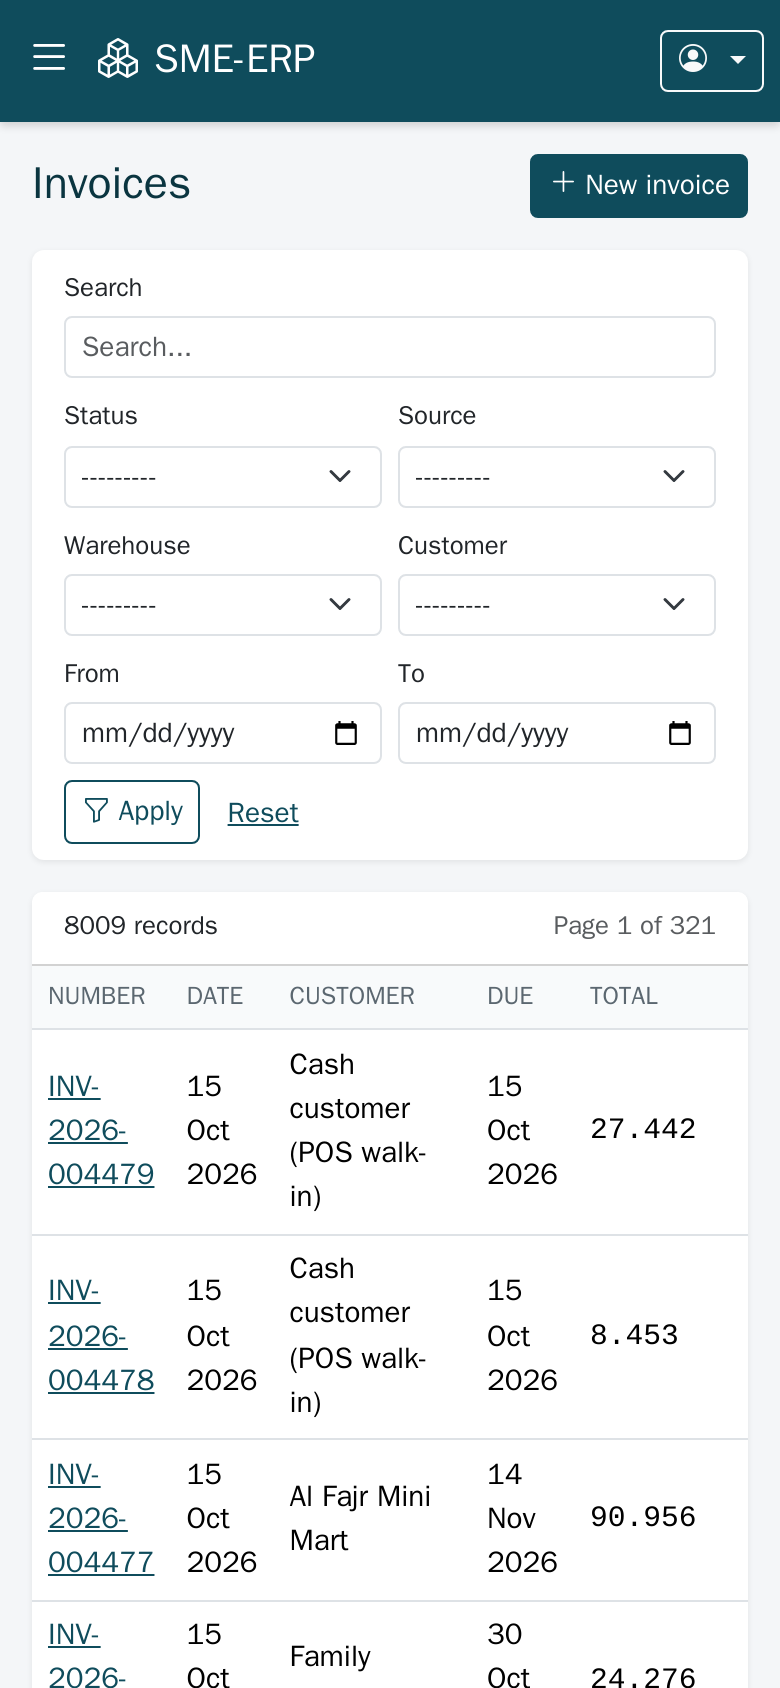 SME-ERP
Invoices
New invoice
Search
Search...
Status Source
--------- ---------
Warehouse Customer
--------- ---------
From To
mm/dd/yyyy mm/dd/yyyy
Apply Reset
8009 records Page 1 of 321
NUMBER DATE CUSTOMER DUE TOTAL
INV-2026-004479 15 Oct 2026 Cash customer (POS walk-in) 15 Oct 2026 27.442
INV-2026-004478 15 Oct 2026 Cash customer (POS walk-in) 15 Oct 2026 8.453
INV-2026-004477 15 Oct 2026 Al Fajr Mini Mart 14 Nov 2026 90.956
INV-2026- 15 Oct Family 30 Oct 24.276